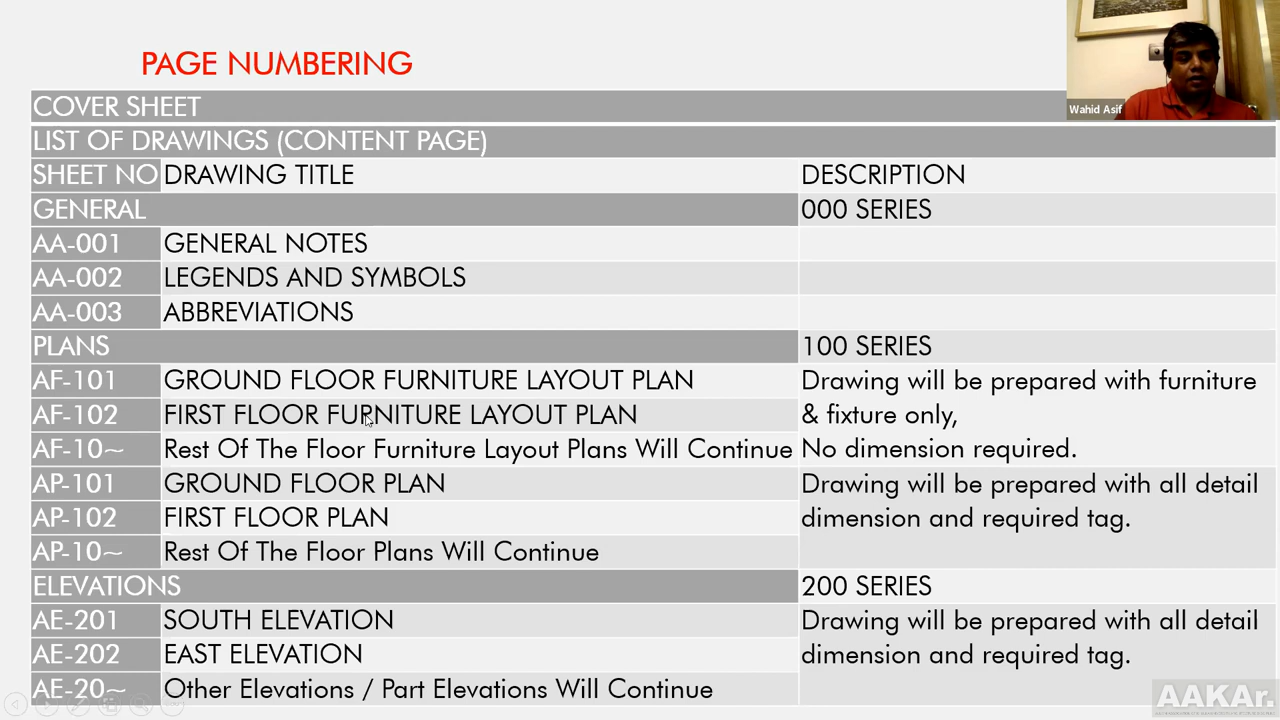 PAGE NUMBERING
Wahid Asif
COVER SHEET
LIST OF DRAWINGS (CONTENT PAGE)
SHEET NO DRAWING TITLE DESCRIPTION
GENERAL 000 SERIES
AA-001 GENERAL NOTES
AA-002 LEGENDS AND SYMBOLS
AA-003 ABBREVIATIONS
PLANS 100 SERIES
AF-101 GROUND FLOOR FURNITURE LAYOUT PLAN Drawing will be prepared with furniture
AF-102 FIRST FLOOR FURNITURE LAYOUT PLAN & fixture only,
AF-10~ Rest Of The Floor Furniture Layout Plans Will Continue No dimension required.
AP-101 GROUND FLOOR PLAN Drawing will be prepared with all detail
AP-102 FIRST FLOOR PLAN dimension and required tag.
AP-10~ Rest Of The Floor Plans Will Continue
ELEVATIONS 200 SERIES
AE-201 SOUTH ELEVATION Drawing will be prepared with all detail
AE-202 EAST ELEVATION dimension and required tag.
AE-20~ Other Elevations / Part Elevations Will Continue
AAKAr.